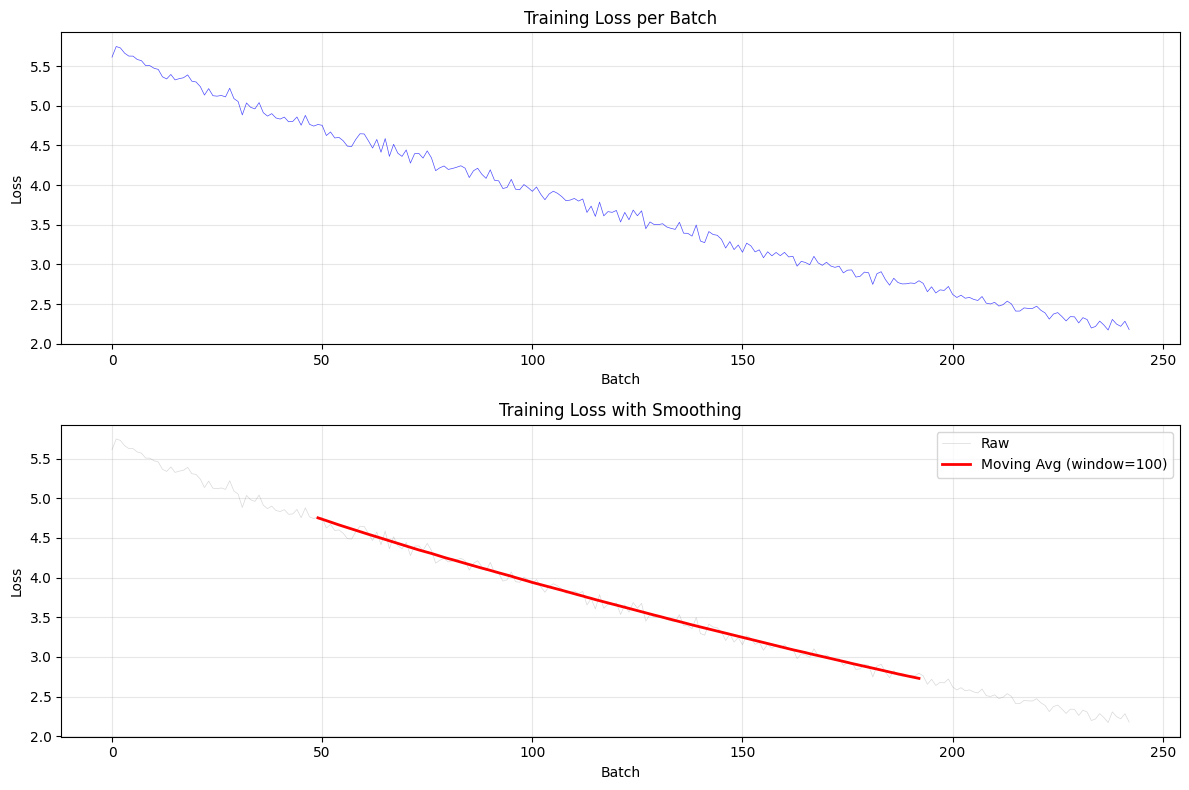 Training Loss per Batch
Loss
5.5
5.0
4.5
4.0
3.5
3.0
2.5
2.0
0 50 100 150 200 250
Batch
Training Loss with Smoothing
Raw
Moving Avg (window=100)
Loss
5.5
5.0
4.5
4.0
3.5
3.0
2.5
2.0
0 50 100 150 200 250
Batch